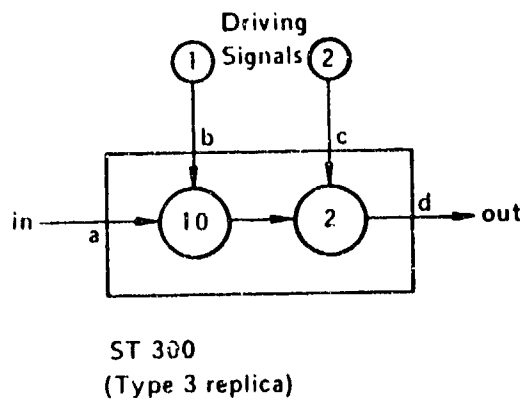 Driving
Signals
1
2
b
c
in
a
10
2
d
out
ST 300
(Type 3 replica)